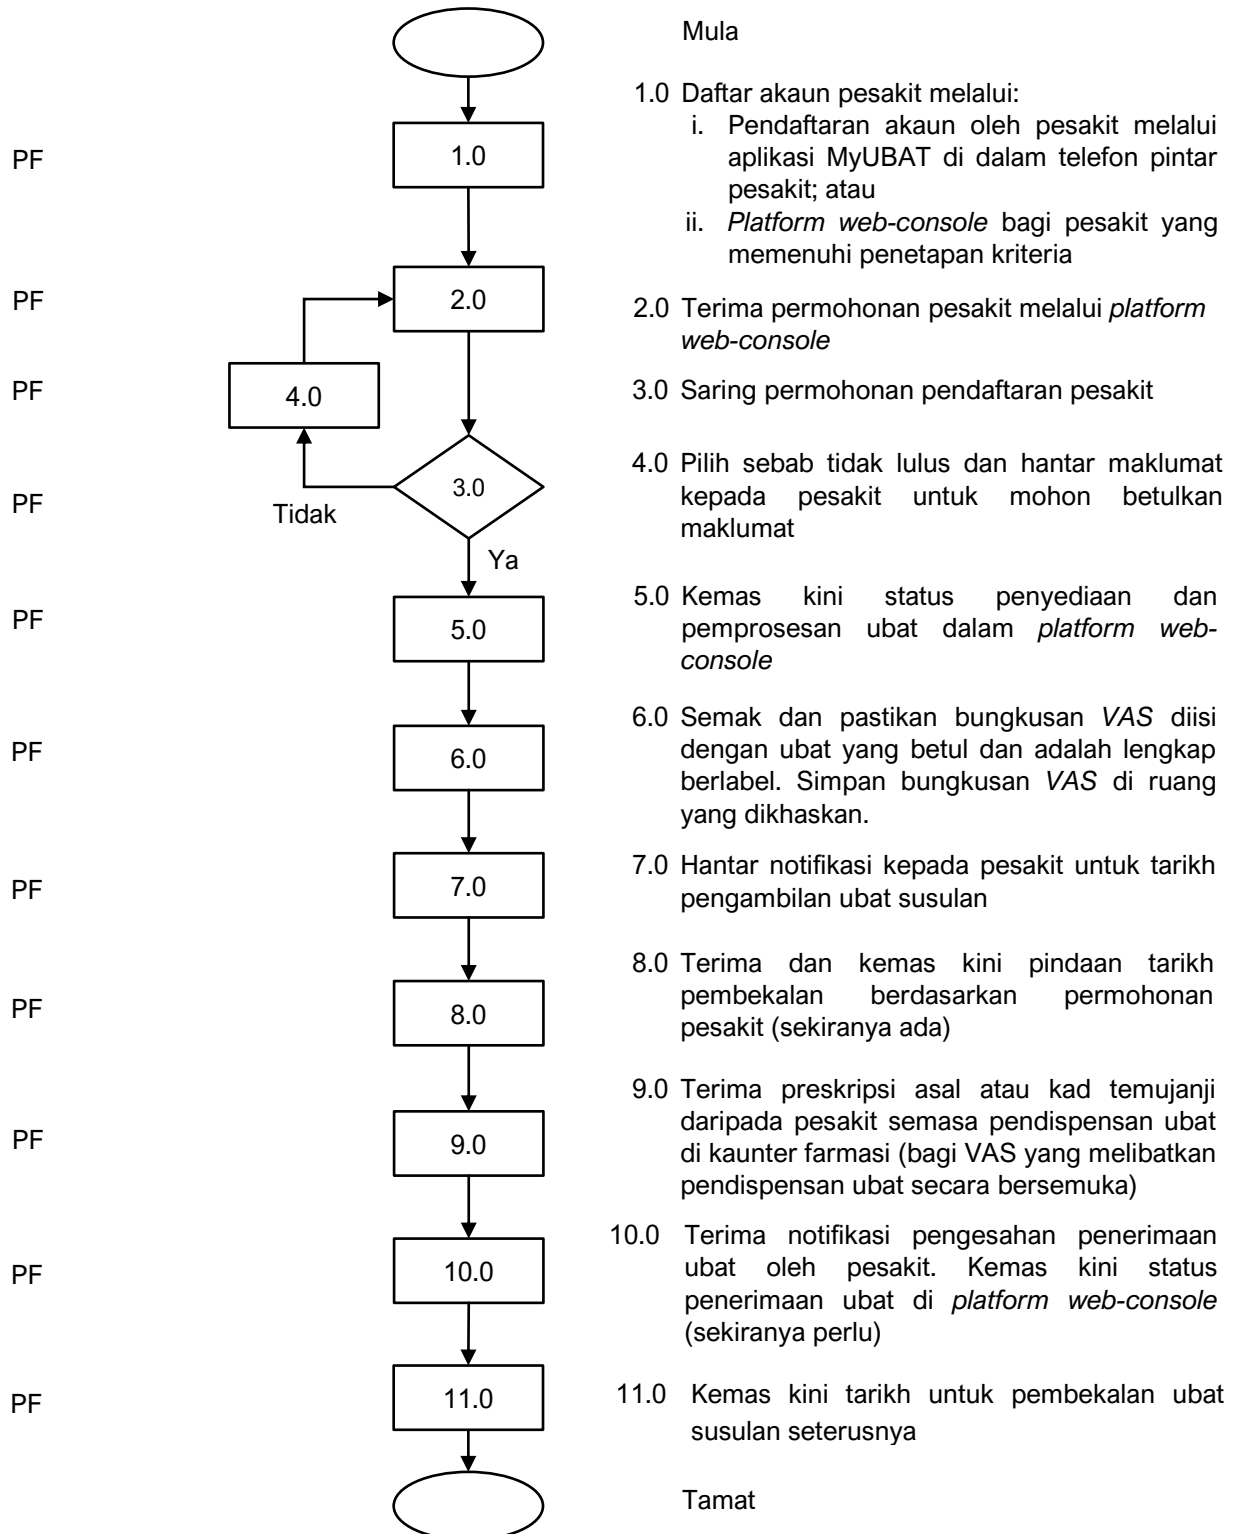 Mula
1.0 Daftar akaun pesakit melalui:
i. Pendaftaran akaun oleh pesakit melalui
aplikasi MyUBAT di dalam telefon pintar
pesakit; atau
ii. Platform web-console bagi pesakit yang
memenuhi penetapan kriteria
PF
1.0
PF
2.0
2.0 Terima permohonan pesakit melalui platform
web-console
PF
4.0
3.0 Saring permohonan pendaftaran pesakit
PF
3.0
Tidak
Ya
4.0 Pilih sebab tidak lulus dan hantar maklumat
kepada pesakit untuk mohon betulkan
maklumat
PF
5.0
5.0 Kemas kini status penyediaan dan
pemprosesan ubat dalam platform web-
console
PF
6.0
6.0 Semak dan pastikan bungkusan VAS diisi
dengan ubat yang betul dan adalah lengkap
berlabel. Simpan bungkusan VAS di ruang
yang dikhaskan.
PF
7.0
7.0 Hantar notifikasi kepada pesakit untuk tarikh
pengambilan ubat susulan
PF
8.0
8.0 Terima dan kemas kini pindaan tarikh
pembekalan berdasarkan permohonan
pesakit (sekiranya ada)
PF
9.0
9.0 Terima preskripsi asal atau kad temujanji
daripada pesakit semasa pendispensan ubat
di kaunter farmasi (bagi VAS yang melibatkan
pendispensan ubat secara bersemuka)
PF
10.0
10.0 Terima notifikasi pengesahan penerimaan
ubat oleh pesakit. Kemas kini status
penerimaan ubat di platform web-console
(sekiranya perlu)
PF
11.0
11.0 Kemas kini tarikh untuk pembekalan ubat
susulan seterusnya
Tamat